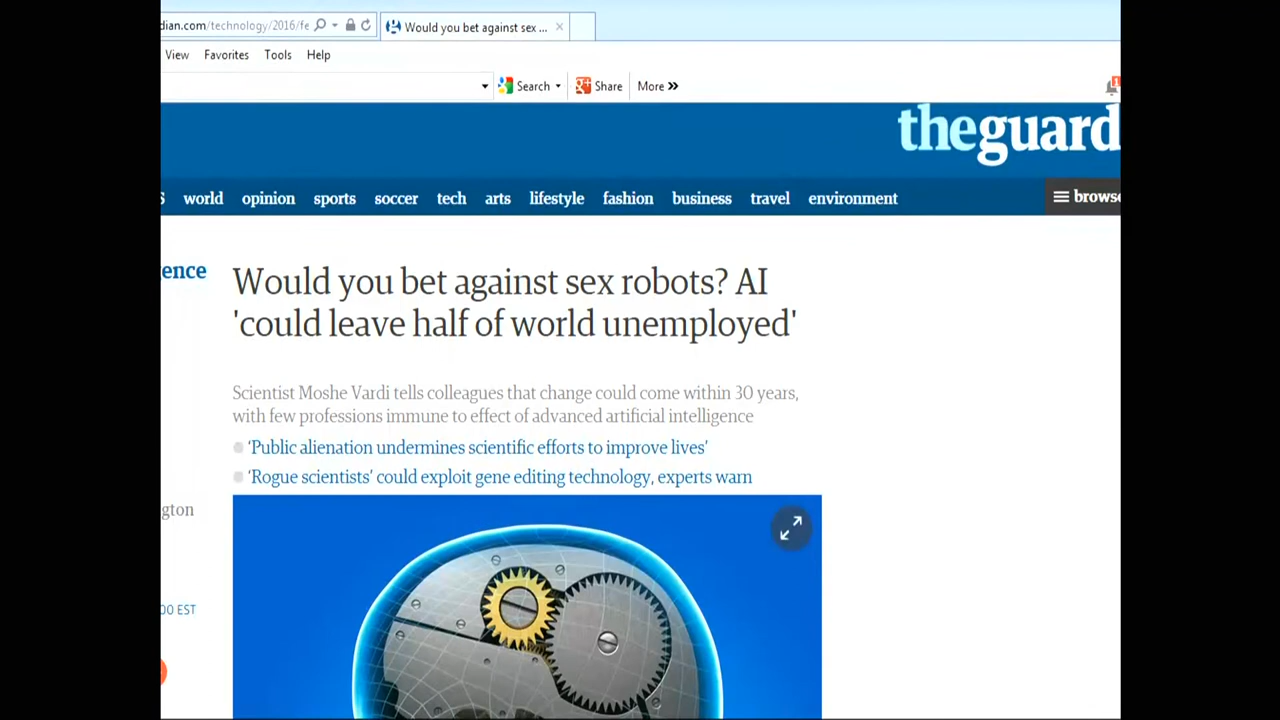 dian.com/technology/2016/fe
Would you bet against sex ...
View Favorites Tools Help
Search Share More »
1
theguard
S world opinion sports soccer tech arts lifestyle fashion business travel environment
browse
ence
Would you bet against sex robots? AI
'could leave half of world unemployed'
Scientist Moshe Vardi tells colleagues that change could come within 30 years,
with few professions immune to effect of advanced artificial intelligence
‘Public alienation undermines scientific efforts to improve lives’
‘Rogue scientists’ could exploit gene editing technology, experts warn
gton
00 EST